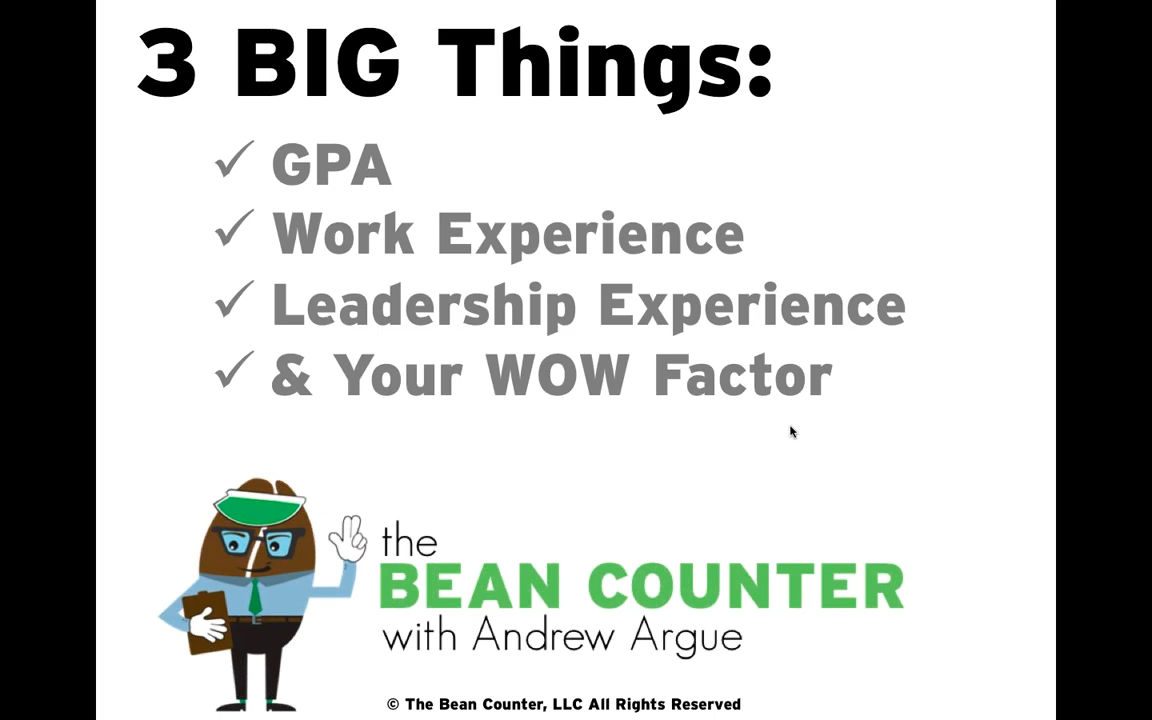 3 BIG Things:
✓ GPA
✓ Work Experience
✓ Leadership Experience
✓ & Your WOW Factor
the
BEAN COUNTER
with Andrew Argue
© The Bean Counter, LLC All Rights Reserved